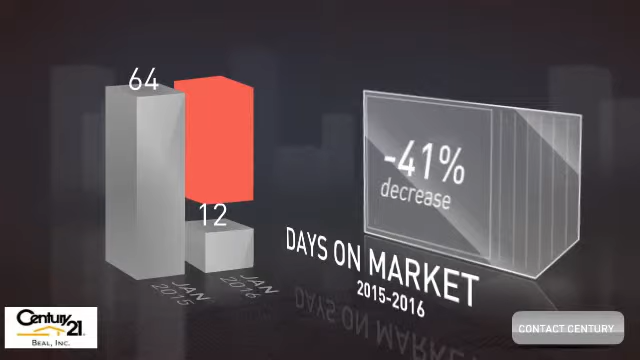 64
12
JAN
2015
JAN
2016
-41%
decrease
DAYS ON MARKET
2015-2016
Century 21
BEAL, INC.
CONTACT CENTURY